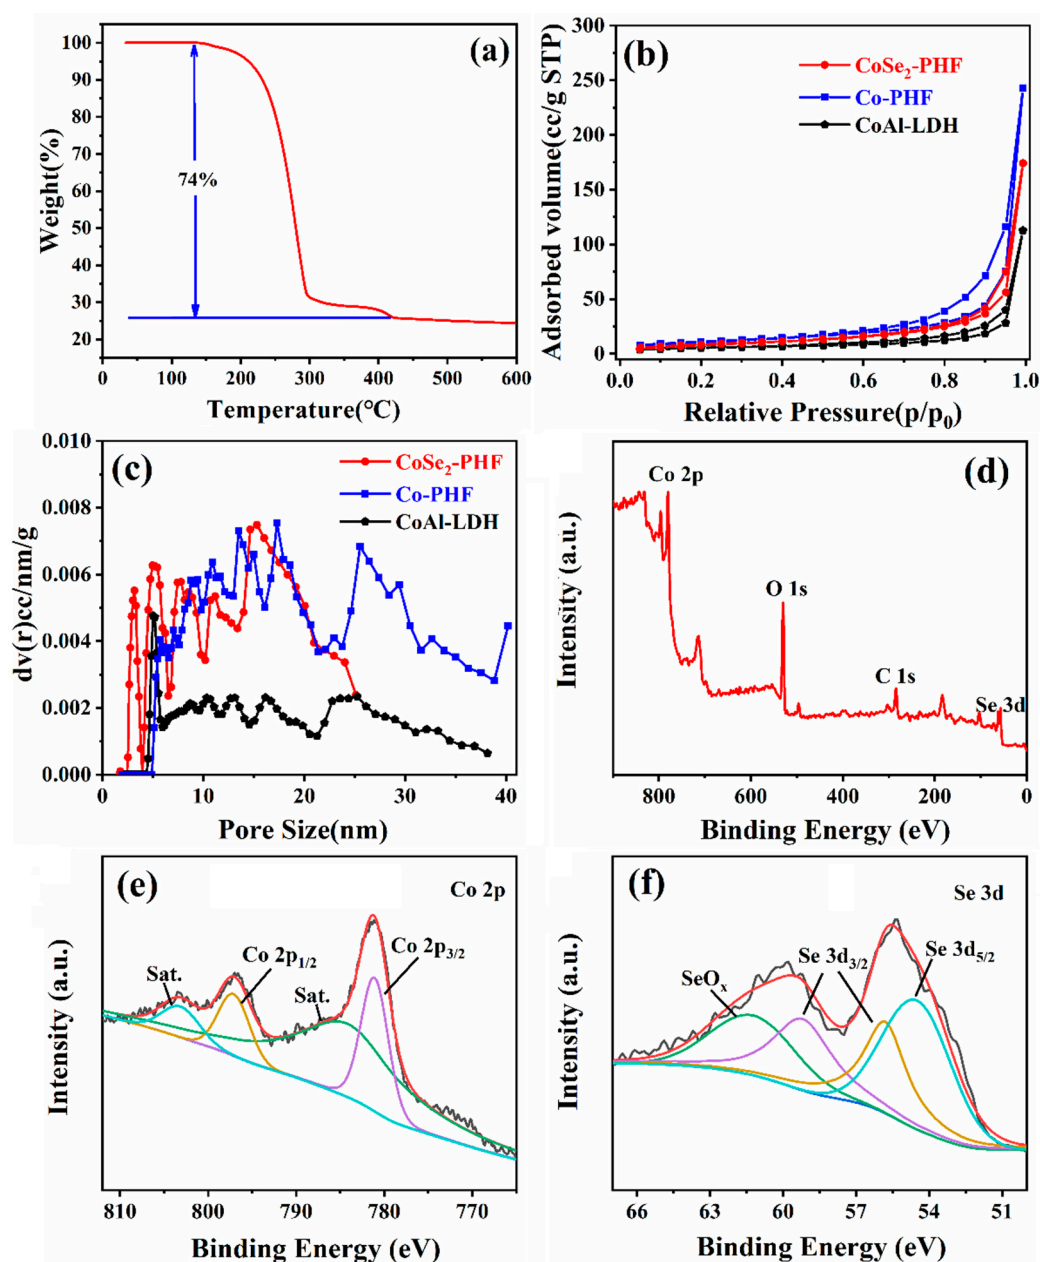 (a)
100
90
80
70
60
50
40
30
20
Weight(%)
74%
0 100 200 300 400 500 600
Temperature(°C)
(b)
300
250
200
150
100
50
0
Adsorbed volume(cc/g STP)
CoSe2-PHF
Co-PHF
CoAl-LDH
0.0 0.2 0.4 0.6 0.8 1.0
Relative Pressure(p/p0)
(c)
0.010
0.008
0.006
0.004
0.002
0.000
dv(r)cc/nm/g
CoSe2-PHF
Co-PHF
CoAl-LDH
0 10 20 30 40
Pore Size(nm)
(d)
Intensity (a.u.)
Co 2p
O 1s
C 1s
Se 3d
800 600 400 200 0
Binding Energy (eV)
(e)
Co 2p
Intensity (a.u.)
Sat.
Co 2p1/2
Sat.
Co 2p3/2
810 800 790 780 770
Binding Energy (eV)
(f)
Se 3d
Intensity (a.u.)
SeOx
Se 3d3/2
Se 3d5/2
66 63 60 57 54 51
Binding Energy (eV)